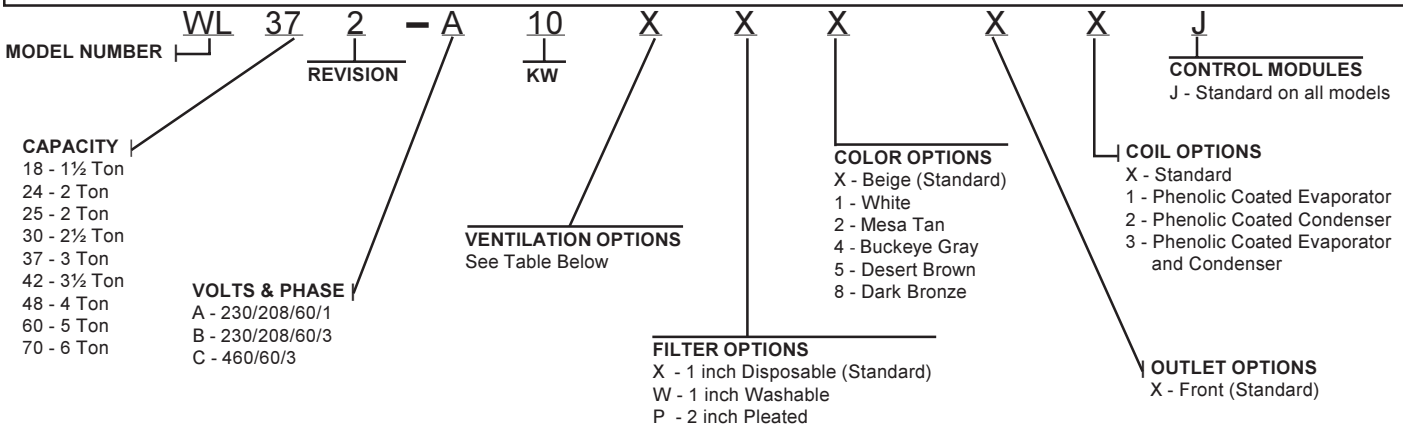 WL 37 2 – A 10 X X X X X J
MODEL NUMBER
REVISION
KW
CONTROL MODULES
J - Standard on all models
CAPACITY
18 - 1½ Ton
24 - 2 Ton
25 - 2 Ton
30 - 2½ Ton
37 - 3 Ton
42 - 3½ Ton
48 - 4 Ton
60 - 5 Ton
70 - 6 Ton
VOLTS & PHASE
A - 230/208/60/1
B - 230/208/60/3
C - 460/60/3
VENTILATION OPTIONS
See Table Below
FILTER OPTIONS
X - 1 inch Disposable (Standard)
W - 1 inch Washable
P - 2 inch Pleated
COLOR OPTIONS
X - Beige (Standard)
1 - White
2 - Mesa Tan
4 - Buckeye Gray
5 - Desert Brown
8 - Dark Bronze
COIL OPTIONS
X - Standard
1 - Phenolic Coated Evaporator
2 - Phenolic Coated Condenser
3 - Phenolic Coated Evaporator
and Condenser
OUTLET OPTIONS
X - Front (Standard)